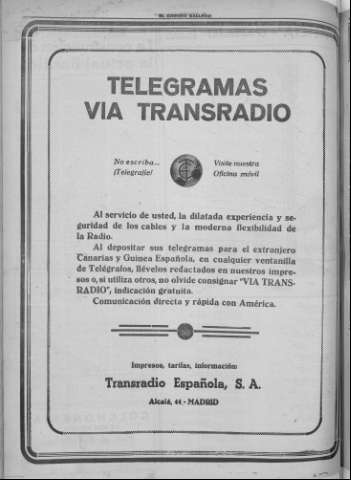 TELEGRAMAS
VIA TRANSRADIO
No escriba...
¡Telegrafíe!
Visite nuestra
Oficina móvil
Al servicio de usted, la dilatada experiencia y se-
guridad de los cables y la moderna flexibilidad de
la Radio.
Al depositar sus telegramas para el extranjero
Canarias y Guinea Española, en cualquier ventanilla
de Telégrafos, llévelos redactados en nuestros impre-
sos o, si utiliza otros, no olvide consignar "VIA TRANS-
RADIO", indicación gratuita.
Comunicación directa y rápida con América.
Impresos, tarifas, información:
Transradio Española, S. A.
Alcalá, 44 - MADRID